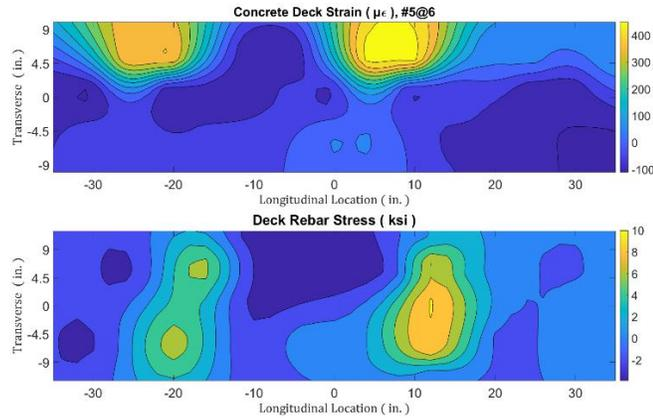 Concrete Deck Strain ( με ), #5@6
Transverse ( in. )
9
4.5
0
-4.5
-9
-30 -20 -10 0 10 20 30
Longitudinal Location ( in. )
400
300
200
100
0
-100
Deck Rebar Stress ( ksi )
Transverse ( in. )
9
4.5
0
-4.5
-9
-30 -20 -10 0 10 20 30
Longitudinal Location ( in. )
10
8
6
4
2
0
-2